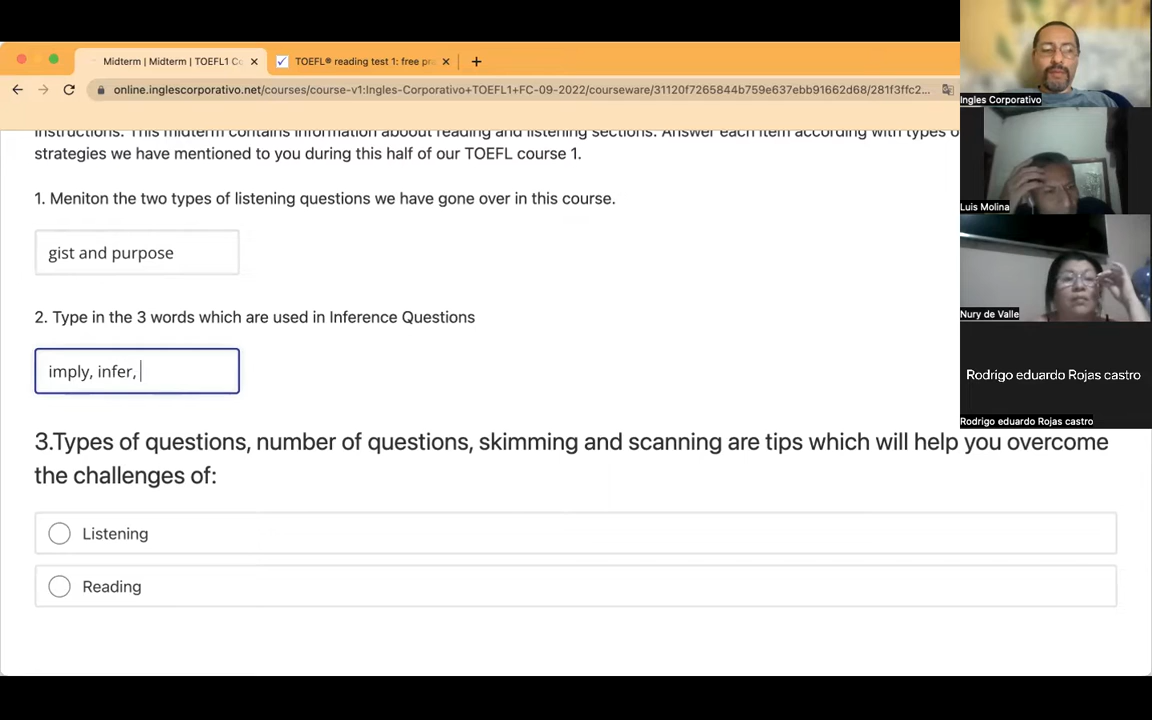 Midterm | Midterm | TOEFL1 Co
TOEFL® reading test 1: free pra
online.inglescorporativo.net/courses/course-v1:Ingles-Corporativo+TOEFL1+FC-09-2022/courseware/31120f7265844b759e637ebb91662d68/281f3ffc2...
Instructions. This midterm contains information aboout reading and listening sections. Answer each item according with types o
strategies we have mentioned to you during this half of our TOEFL course 1.
1. Meniton the two types of listening questions we have gone over in this course.
gist and purpose
2. Type in the 3 words which are used in Inference Questions
imply, infer,
3.Types of questions, number of questions, skimming and scanning are tips which will help you overcome
the challenges of:
Listening
Reading
Ingles Corporativo
Luis Molina
Nury de Valle
Rodrigo eduardo Rojas castro
Rodrigo eduardo Rojas castro